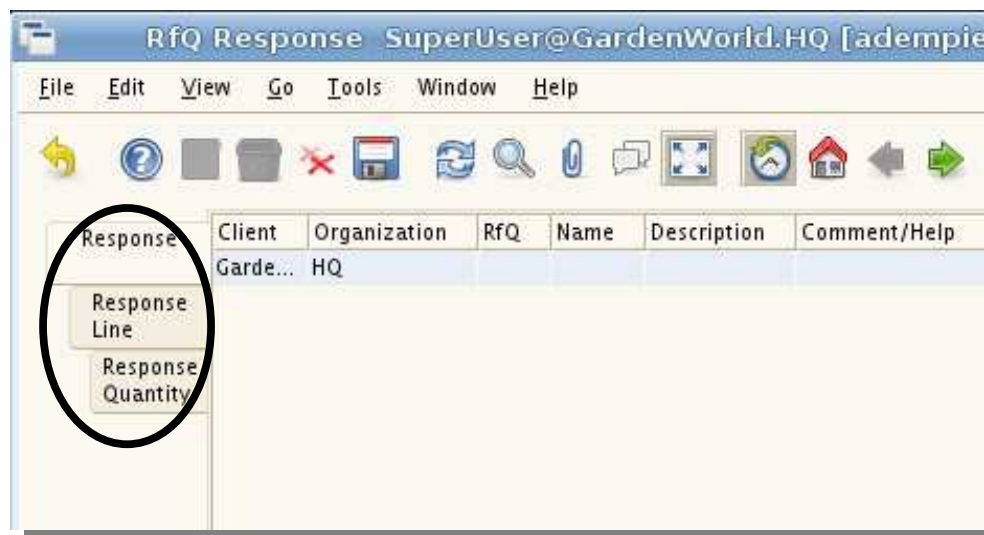 RfQ Response SuperUser@GardenWorld.HQ [adempie
File Edit View Go Tools Window Help
Response
Client Organization RfQ Name Description Comment/Help
Garde... HQ
Response
Line
Response
Quantity